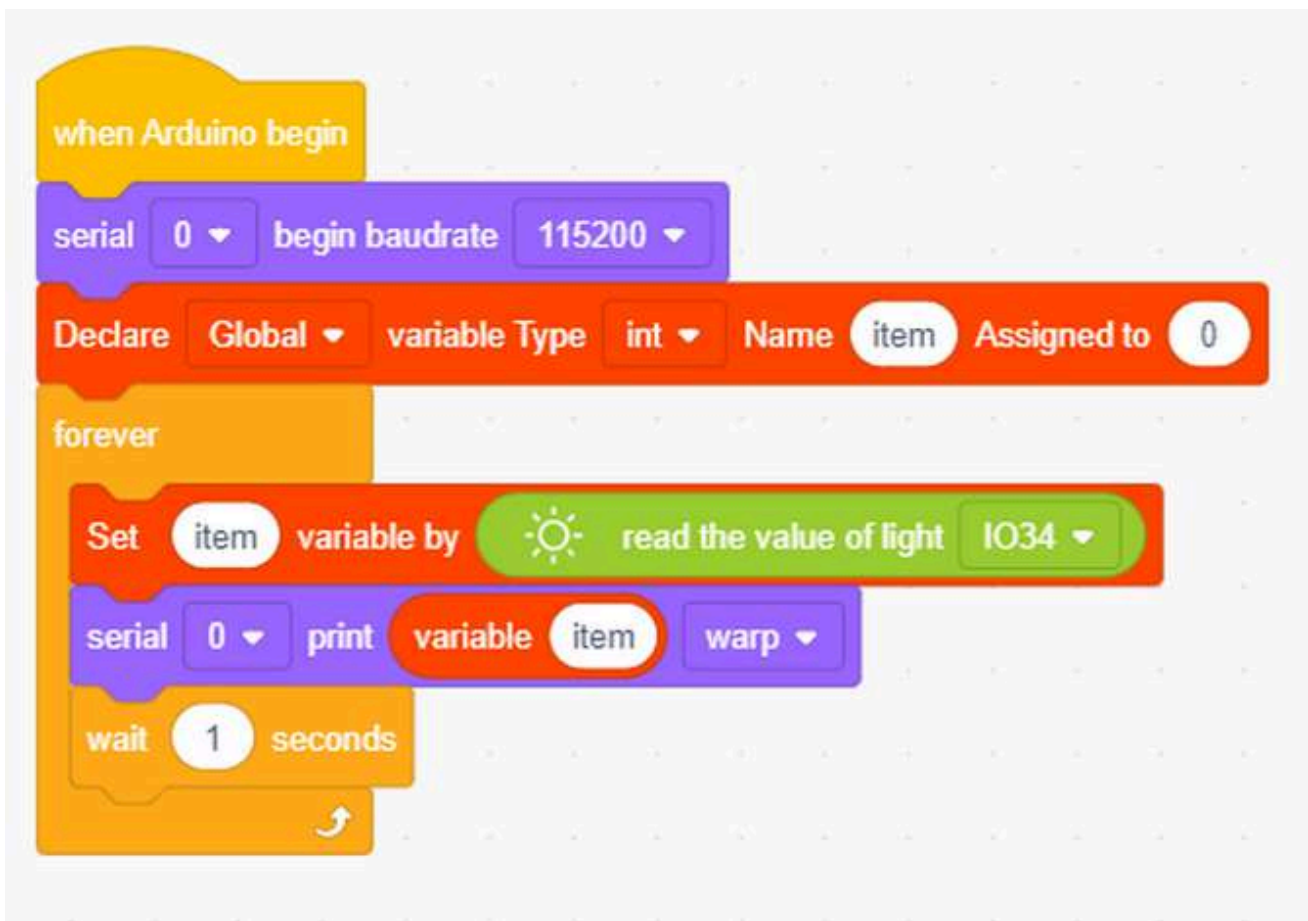 when Arduino begin
serial 0 begin baudrate 115200
Declare Global variable Type int Name item Assigned to 0
forever
Set item variable by read the value of light IO34
serial 0 print variable item warp
wait 1 seconds